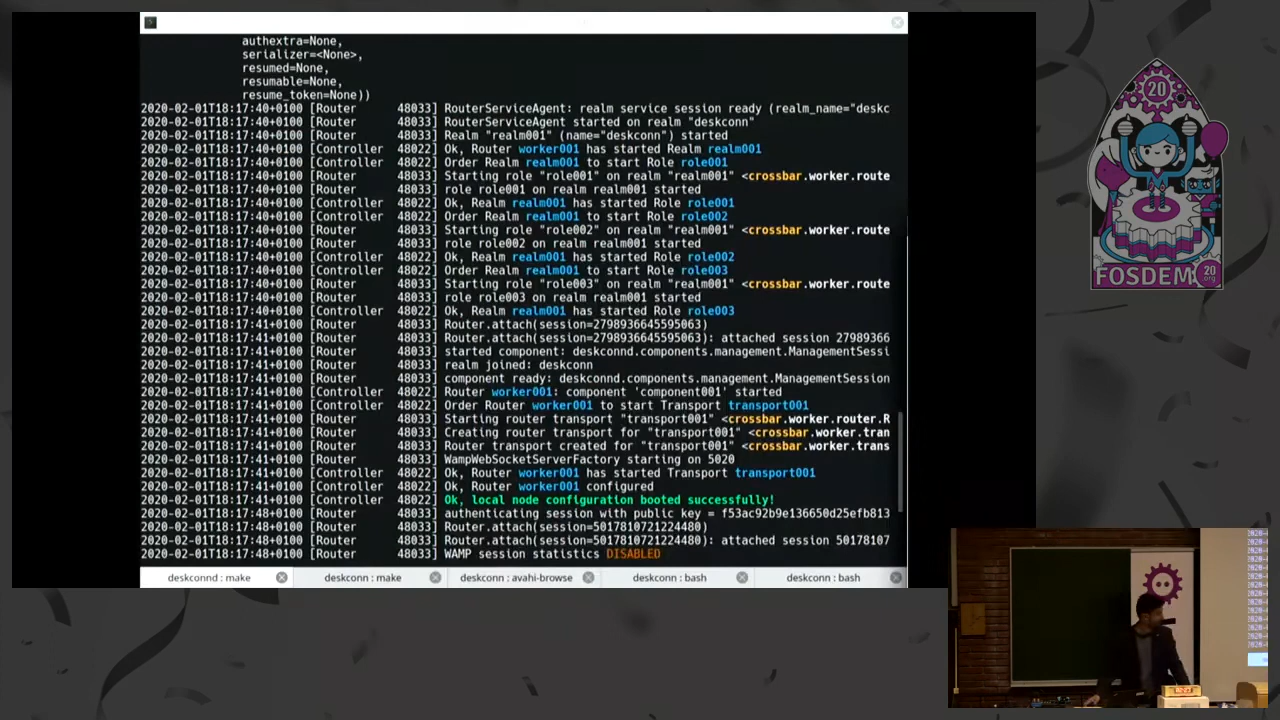 authextra=None,
serializer=<None>,
resumed=None,
resumable=None,
resume_token=None))
2020-02-01T18:17:40+0100 [Router 48033] RouterServiceAgent: realm service session ready (realm_name="deskc
2020-02-01T18:17:40+0100 [Router 48033] RouterServiceAgent started on realm "deskconn"
2020-02-01T18:17:40+0100 [Router 48033] Realm "realm001" (name="deskconn") started
2020-02-01T18:17:40+0100 [Controller 48022] Ok, Router worker001 has started Realm realm001
2020-02-01T18:17:40+0100 [Controller 48022] Order Realm realm001 to start Role role001
2020-02-01T18:17:40+0100 [Router 48033] Starting role "role001" on realm "realm001" <crossbar.worker.route
2020-02-01T18:17:40+0100 [Router 48033] role role001 on realm realm001 started
2020-02-01T18:17:40+0100 [Controller 48022] Ok, Realm realm001 has started Role role001
2020-02-01T18:17:40+0100 [Controller 48022] Order Realm realm001 to start Role role002
2020-02-01T18:17:40+0100 [Router 48033] Starting role "role002" on realm "realm001" <crossbar.worker.route
2020-02-01T18:17:40+0100 [Router 48033] role role002 on realm realm001 started
2020-02-01T18:17:40+0100 [Controller 48022] Ok, Realm realm001 has started Role role002
2020-02-01T18:17:40+0100 [Controller 48022] Order Realm realm001 to start Role role003
2020-02-01T18:17:40+0100 [Router 48033] Starting role "role003" on realm "realm001" <crossbar.worker.route
2020-02-01T18:17:40+0100 [Router 48033] role role003 on realm realm001 started
2020-02-01T18:17:40+0100 [Controller 48022] Ok, Realm realm001 has started Role role003
2020-02-01T18:17:41+0100 [Router 48033] Router.attach(session=2798936645595063)
2020-02-01T18:17:41+0100 [Router 48033] Router.attach(session=2798936645595063): attached session 27989366
2020-02-01T18:17:41+0100 [Router 48033] started component: deskconnd.components.management.ManagementSessi
2020-02-01T18:17:41+0100 [Router 48033] realm joined: deskconn
2020-02-01T18:17:41+0100 [Router 48033] component ready: deskconnd.components.management.ManagementSession
2020-02-01T18:17:41+0100 [Controller 48022] Router worker001: component 'component001' started
2020-02-01T18:17:41+0100 [Controller 48022] Order Router worker001 to start Transport transport001
2020-02-01T18:17:41+0100 [Router 48033] Starting router transport "transport001" <crossbar.worker.router.R
2020-02-01T18:17:41+0100 [Router 48033] Creating router transport for "transport001" <crossbar.worker.tran
2020-02-01T18:17:41+0100 [Router 48033] Router transport created for "transport001" <crossbar.worker.trans
2020-02-01T18:17:41+0100 [Router 48033] WampWebSocketServerFactory starting on 5020
2020-02-01T18:17:41+0100 [Controller 48022] Ok, Router worker001 has started Transport transport001
2020-02-01T18:17:41+0100 [Controller 48022] Ok, Router worker001 configured
2020-02-01T18:17:41+0100 [Controller 48022] Ok, local node configuration booted successfully!
2020-02-01T18:17:48+0100 [Router 48033] authenticating session with public key = f53ac92b9e136650d25efb813
2020-02-01T18:17:48+0100 [Router 48033] Router.attach(session=5017810721224480)
2020-02-01T18:17:48+0100 [Router 48033] Router.attach(session=5017810721224480): attached session 50178107
2020-02-01T18:17:48+0100 [Router 48033] WAMP session statistics DISABLED
deskconnd : make
deskconn : make
deskconn : avahi-browse
deskconn : bash
deskconn : bash
20
FOSDEM
20
.org